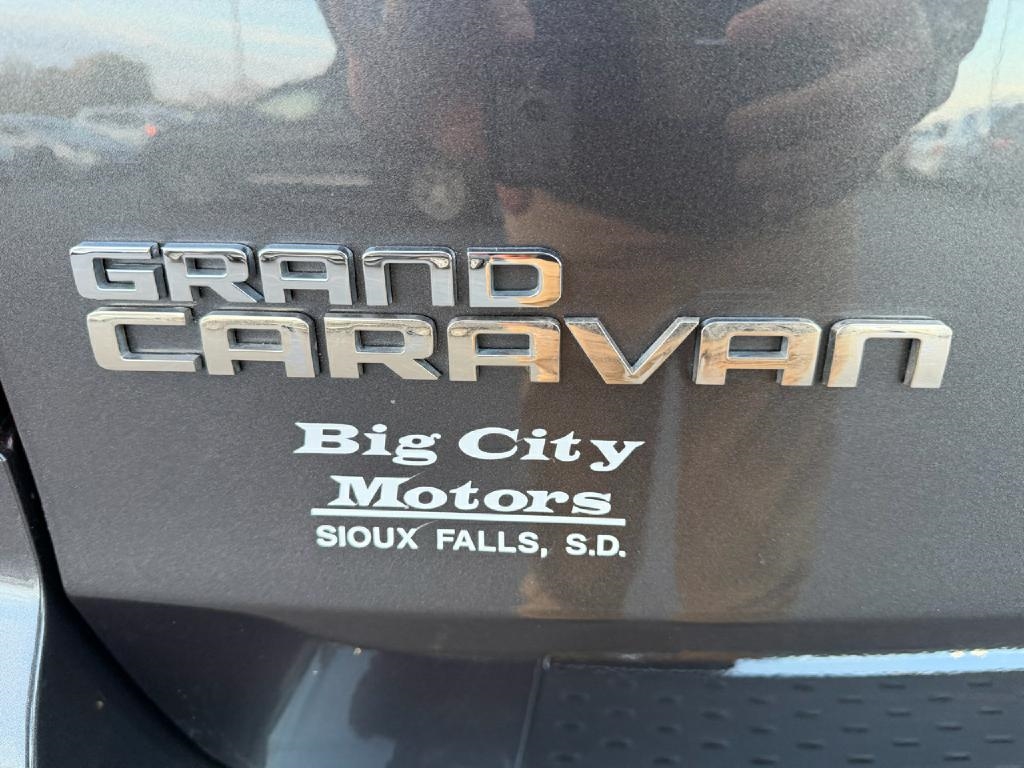 GRAND
CARAVAN
Big City
Motors
SIOUX FALLS, S.D.